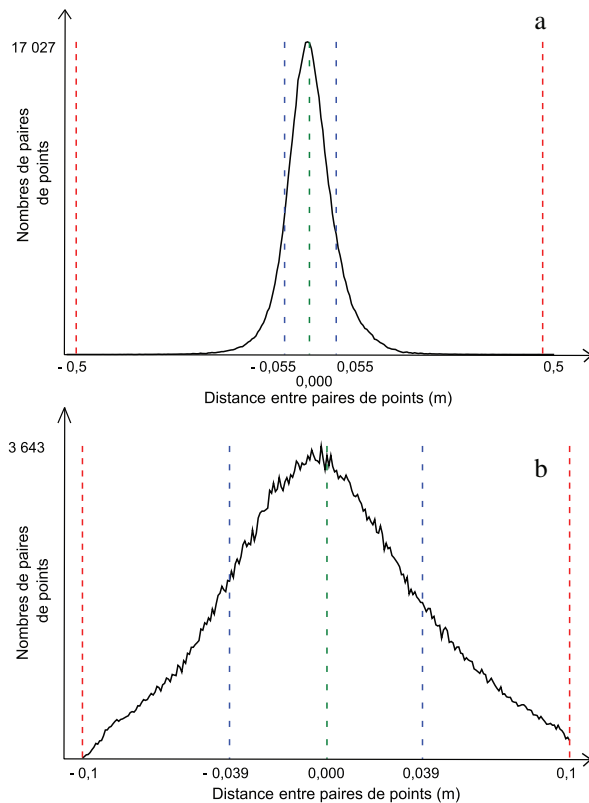 a
17 027
Nombres de paires
de points
- 0,5
-0,055
0,055
0,5
0,000
Distance entre paires de points (m)
b
3 643
Nombres de paires
de points
- 0,1
- 0,039
0,000
0,039
0,1
Distance entre paires de points (m)